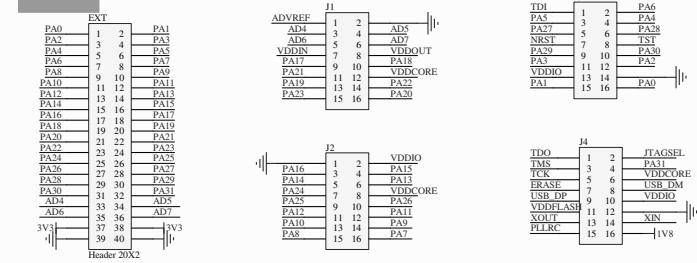 EXT
PA0 1 2 PA1
PA2 3 4 PA3
PA4 5 6 PA5
PA6 7 8 PA7
PA8 9 10 PA9
PA10 11 12 PA11
PA12 13 14 PA13
PA14 15 16 PA15
PA16 17 18 PA17
PA18 19 20 PA19
PA20 21 22 PA21
PA22 23 24 PA23
PA24 25 26 PA25
PA26 27 28 PA27
PA28 29 30 PA29
PA30 31 32 PA31
AD4 33 34 AD5
AD6 35 36 AD7
3V3 37 38 3V3
39 40
Header 20X2
J1
ADVREF 1 2
AD4 3 4 AD5
AD6 5 6 AD7
VDDIN 7 8 VDDOUT
PA17 9 10 PA18
PA21 11 12 VDDCORE
PA19 13 14 PA22
PA23 15 16 PA20
J2
1 2 VDDIO
PA16 3 4 PA15
PA14 5 6 PA13
PA24 7 8 VDDCORE
PA25 9 10 PA26
PA12 11 12 PA11
PA10 13 14 PA9
PA8 15 16 PA7
TDI 1 2 PA6
PA5 3 4 PA4
PA27 5 6 PA28
NRST 7 8 TST
PA29 9 10 PA30
PA3 11 12 PA2
VDDIO 13 14
PA1 15 16 PA0
J4
TDO 1 2 JTAGSEL
TMS 3 4 PA31
TCK 5 6 VDDCORE
ERASE 7 8 USB_DM
USB_DP 9 10 VDDIO
VDDFLASH 11 12
XOUT 13 14 XIN
PLLRC 15 16 1V8